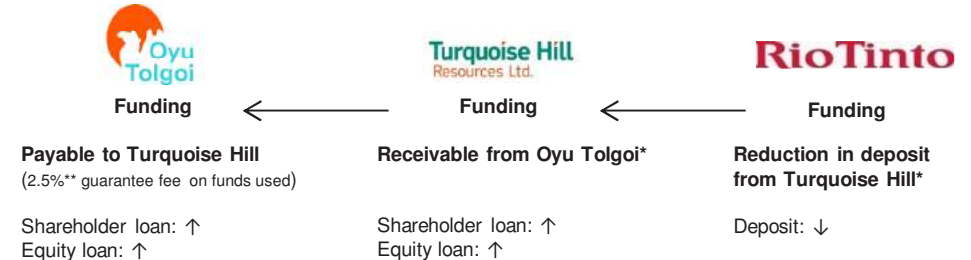 Oyu
Tolgoi
Turquoise Hill
Resources Ltd.
RioTinto
Funding ← Funding ← Funding
Payable to Turquoise Hill
(2.5%** guarantee fee on funds used)
Shareholder loan: ↑
Equity loan: ↑
Receivable from Oyu Tolgoi*
Shareholder loan: ↑
Equity loan: ↑
Reduction in deposit
from Turquoise Hill*
Deposit: ↓